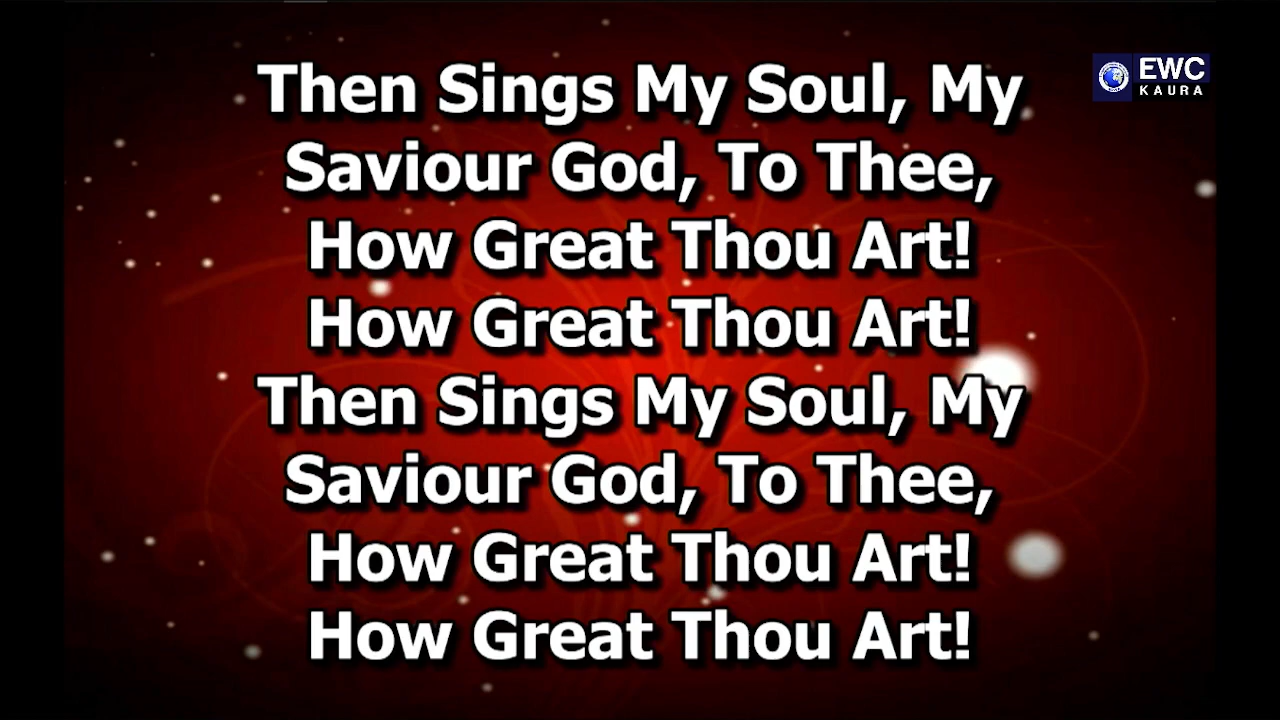 Then Sings My Soul, My
Saviour God, To Thee,
How Great Thou Art!
How Great Thou Art!
Then Sings My Soul, My
Saviour God, To Thee,
How Great Thou Art!
How Great Thou Art!
EWC
KAURA